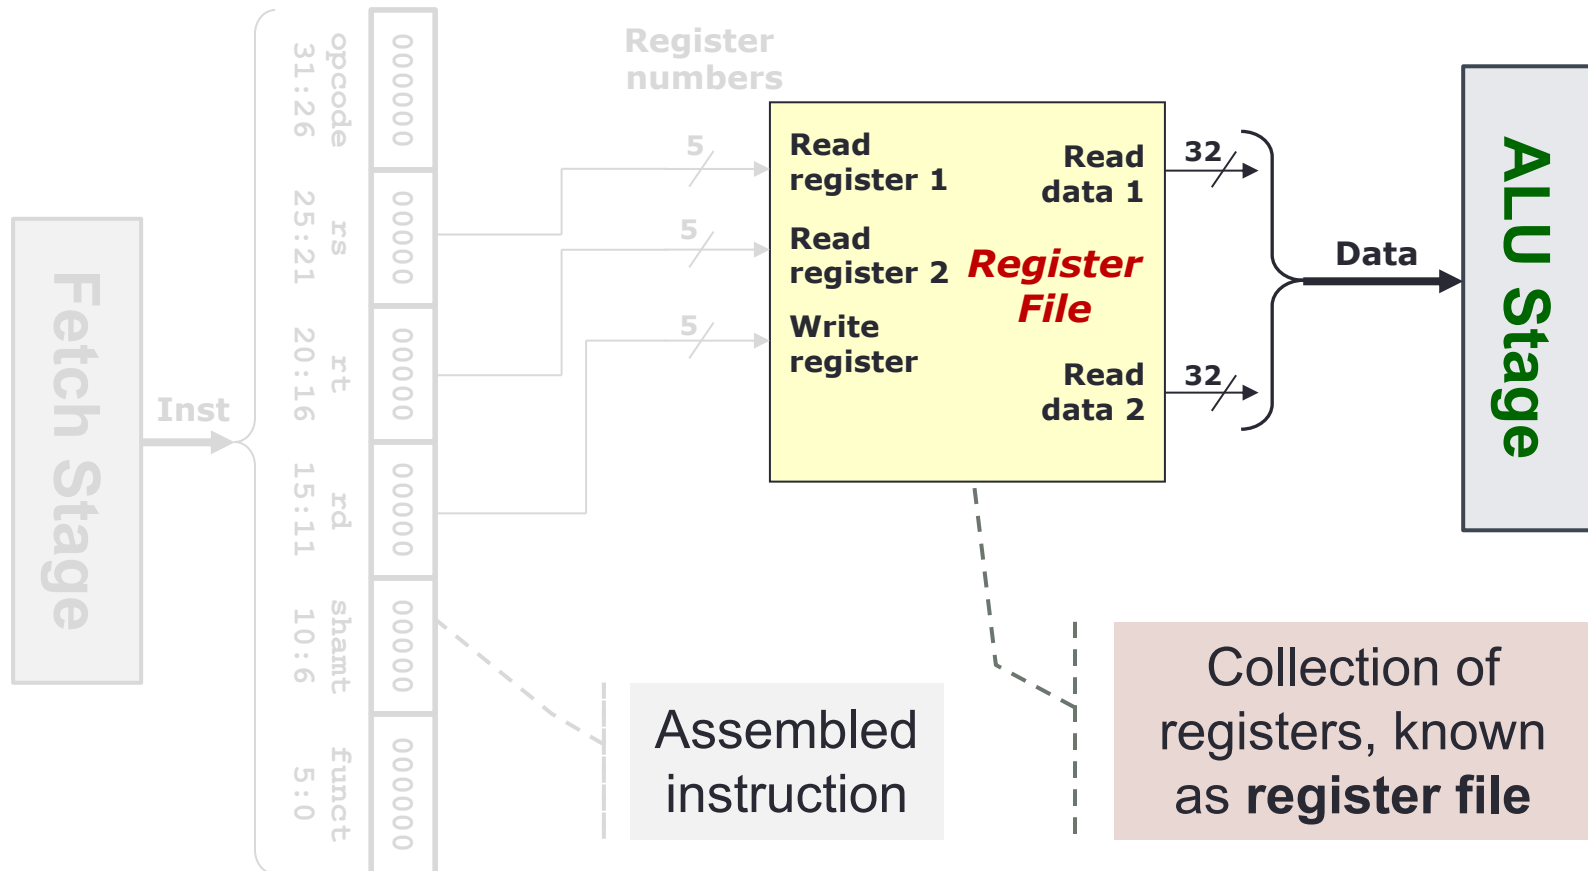 Fetch Stage
Inst
opcode
31:26
000000
rs
25:21
00000
rt
20:16
00000
rd
15:11
00000
shamt
10:6
00000
funct
5:0
000000
Register
numbers
5
5
5
Read
register 1
Read
register 2
Write
register
Register
File
Read
data 1
Read
data 2
32
32
Data
ALU Stage
Assembled
instruction
Collection of
registers, known
as register file